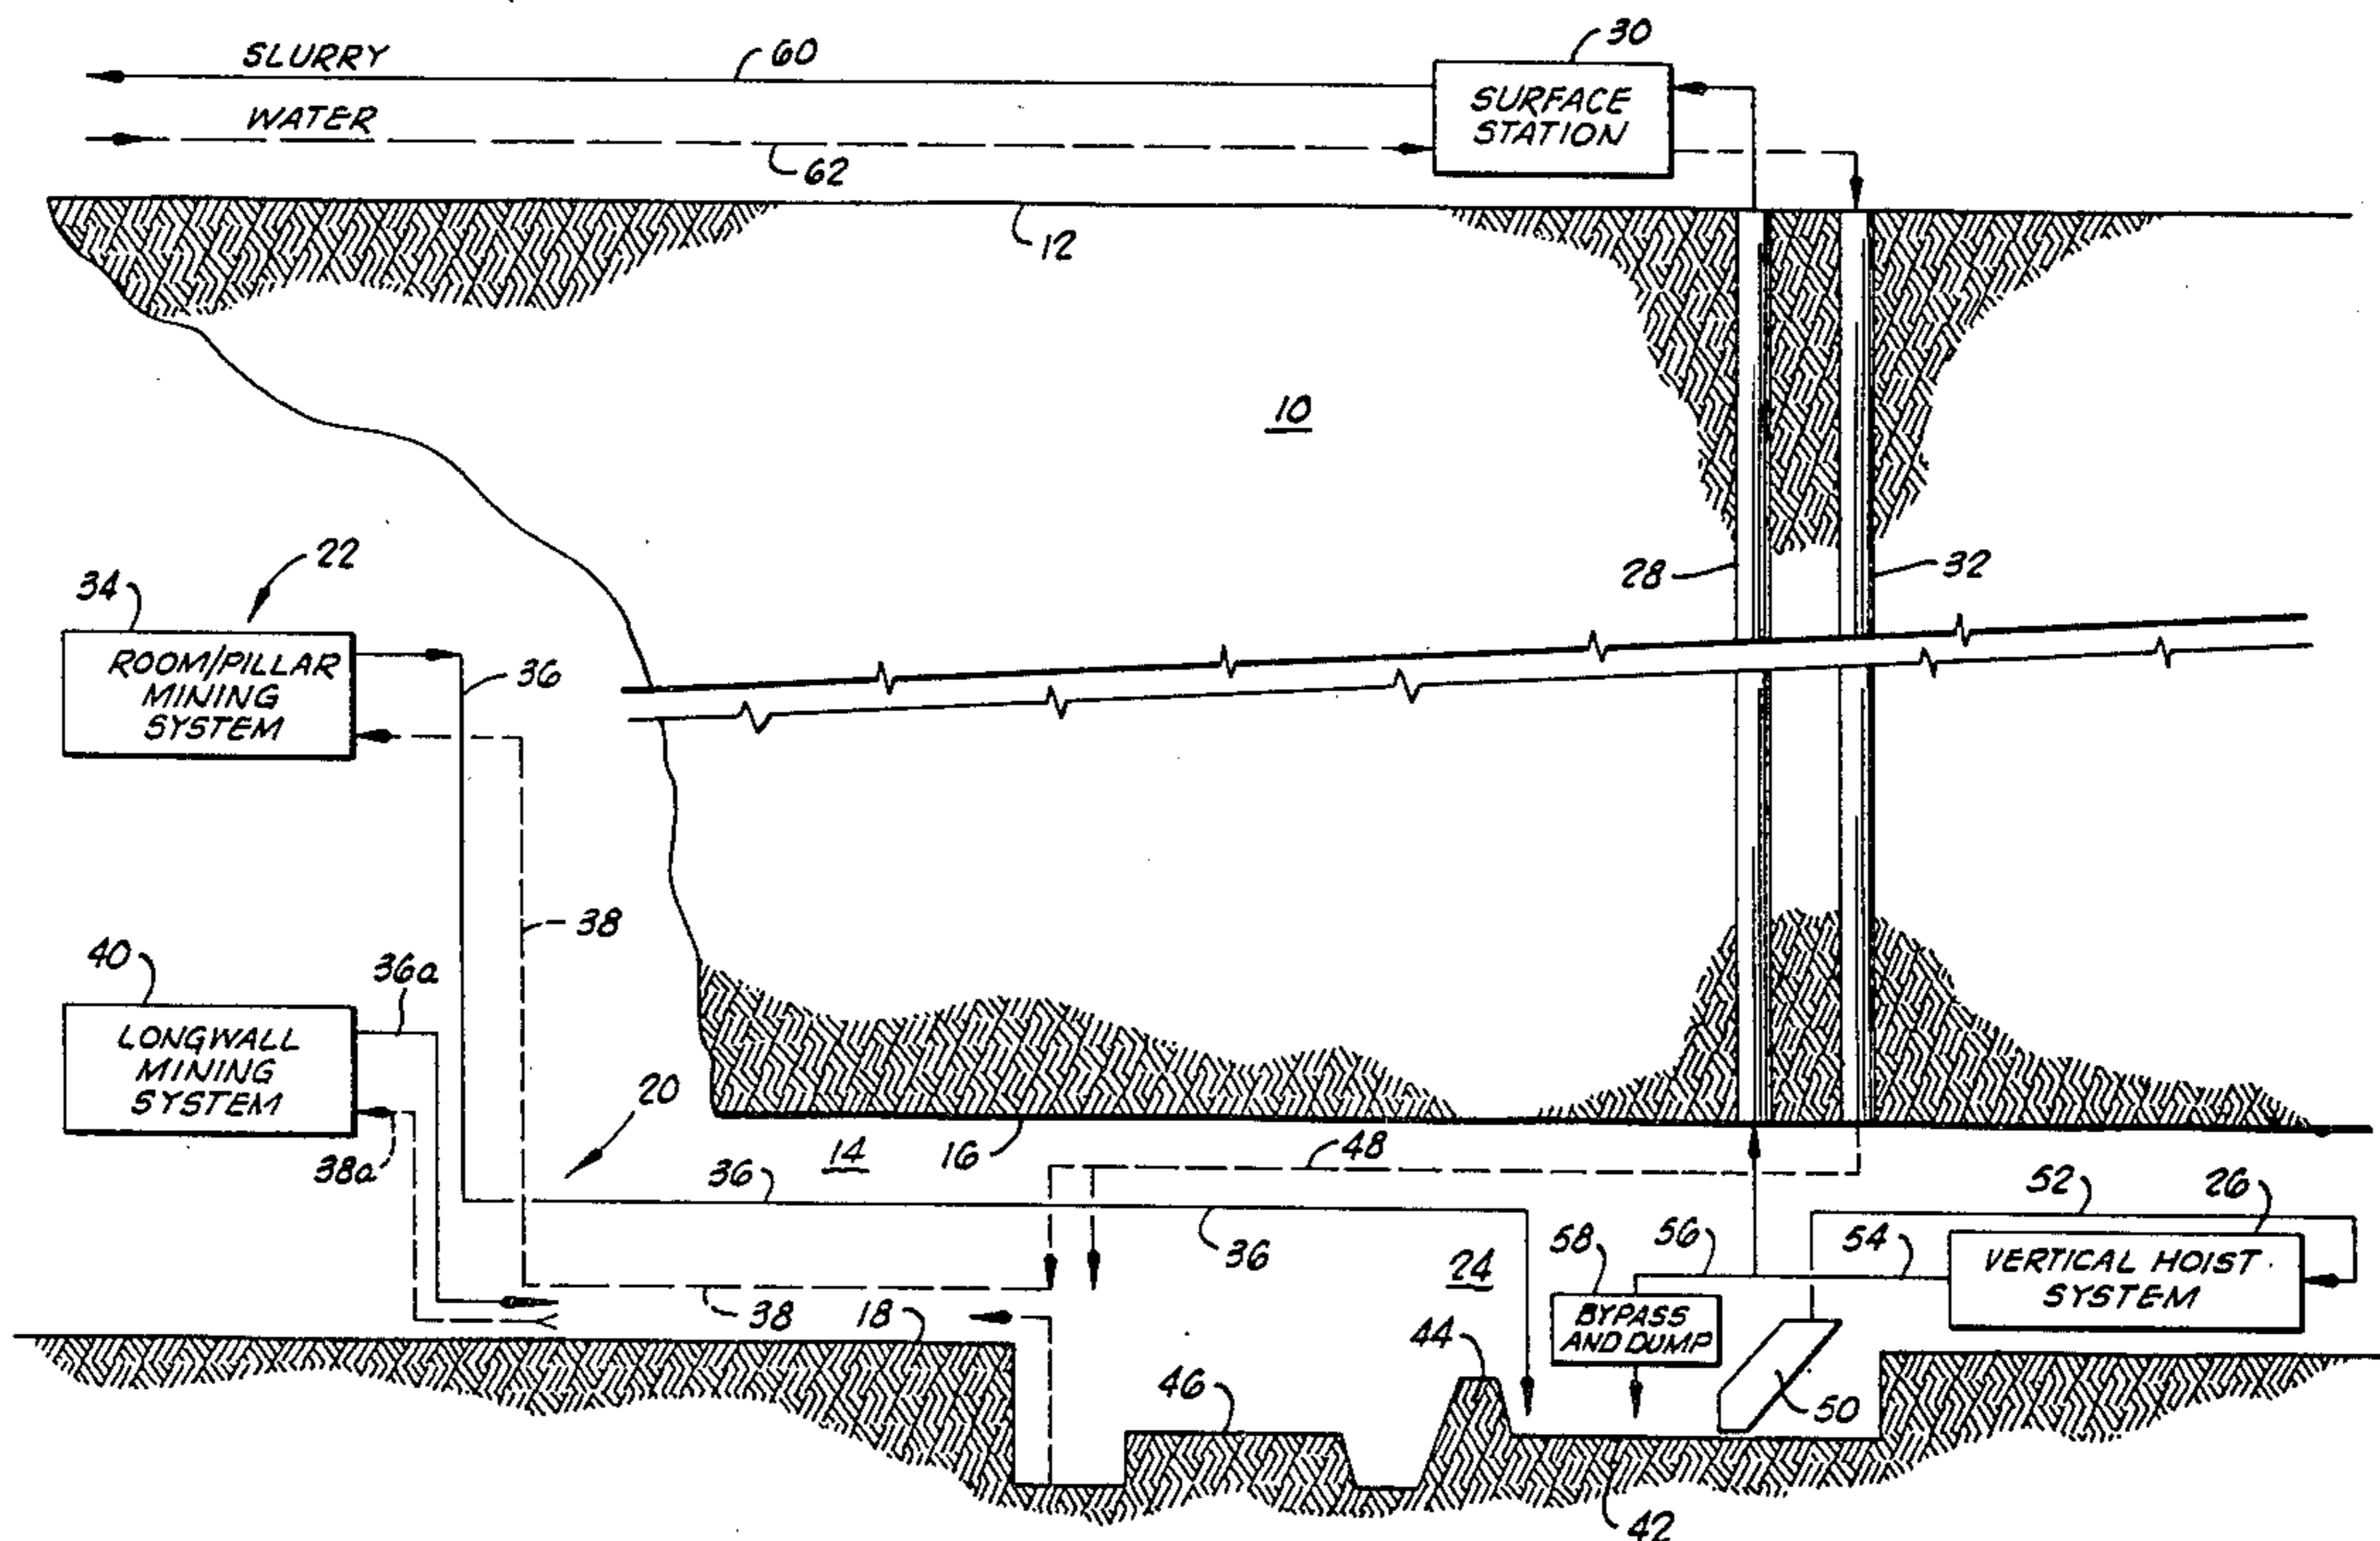 30
SLURRY
60
SURFACE
STATION
WATER
62
12
10
22
34
28
32
ROOM/PILLAR
MINING
SYSTEM
36
38
40
36a
LONGWALL
MINING
SYSTEM
20
38a
14
16
48
36
52
26
36
58
56
54
24
VERTICAL HOIST
SYSTEM
38
18
BYPASS
AND DUMP
44
46
50
42